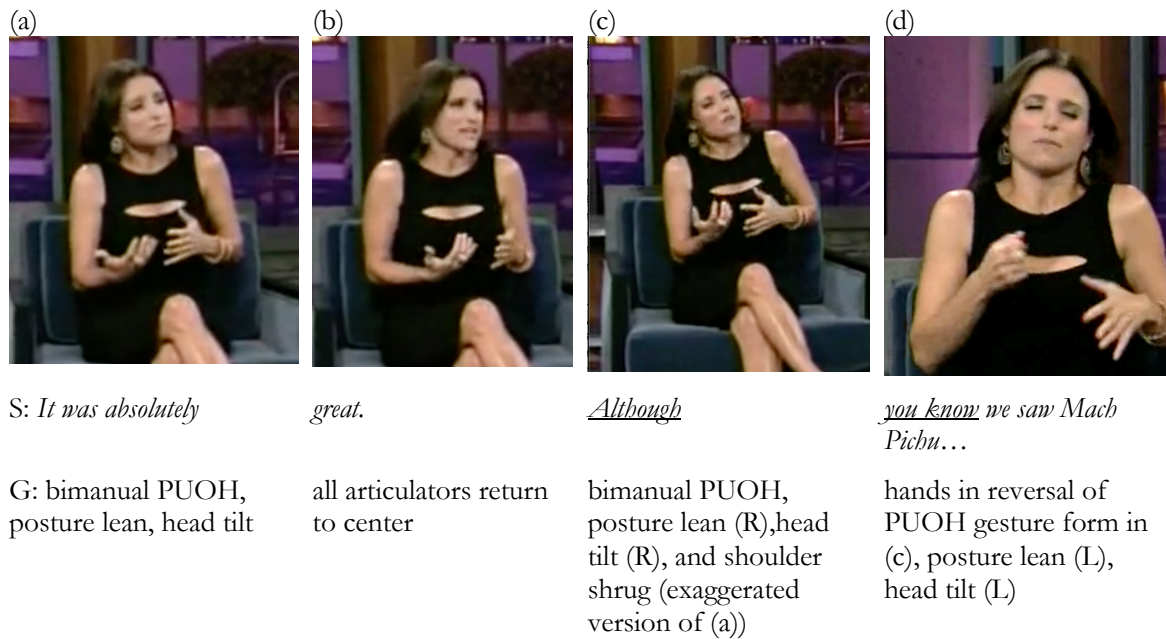 (a)
(b)
(c)
(d)
S: It was absolutely
great.
Although
you know we saw Mach
Pichu…
G: bimanual PUOH,
posture lean, head tilt
all articulators return
to center
bimanual PUOH,
posture lean (R),head
tilt (R), and shoulder
shrug (exaggerated
version of (a))
hands in reversal of
PUOH gesture form in
(c), posture lean (L),
head tilt (L)